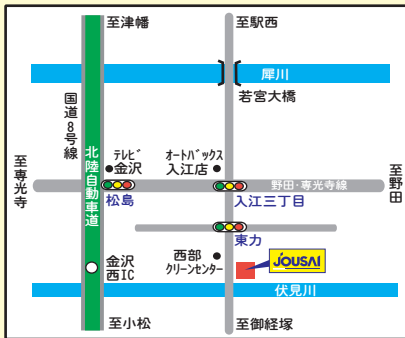 至津幡
至駅西
犀川
若宮大橋
国道8号線
北陸自動車道
テレビ
金沢
オートバックス
入江店
至専光寺
野田・専光寺線
至野田
松島
入江三丁目
東力
金沢
西IC
西部
クリーンセンター
JOUSAI
伏見川
至小松
至御経塚